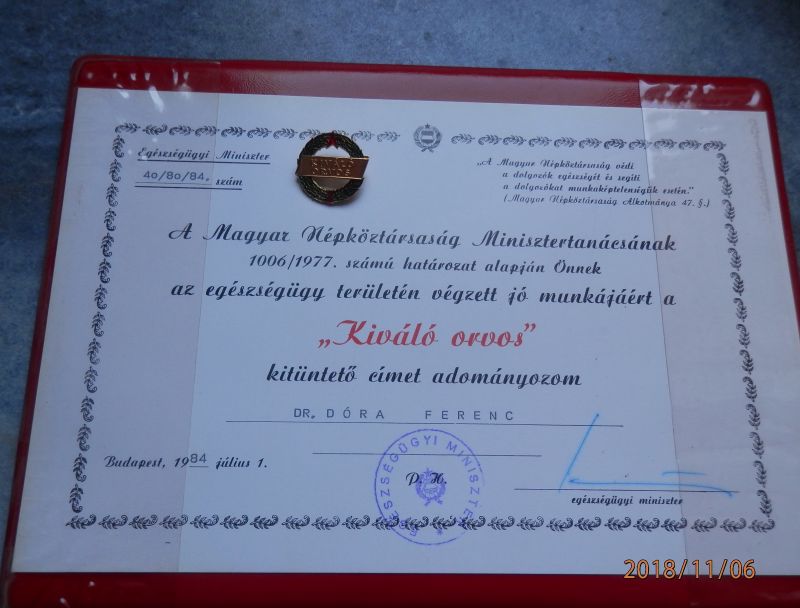 Egészségügyi Miniszter
40/80/84. szám
KIVÁLÓ
ORVOS
„A Magyar Népköztársaság védi
a dolgozók egészségét és segíti
a dolgozókat munkaképtelenségük esetén."
(Magyar Népköztársaság Alkotmánya 47. §.)
A Magyar Népköztársaság Minisztertanácsának
1006/1977. számú határozat alapján Önnek
az egészségügy területén végzett jó munkájáért a
„Kiváló orvos"
kitüntető címet adományozom
DR. DÓRA FERENC
Budapest, 1984 július 1.
P. H.
EGÉSZSÉGÜGYI MINISZTER
egészségügyi miniszter
2018/11/06